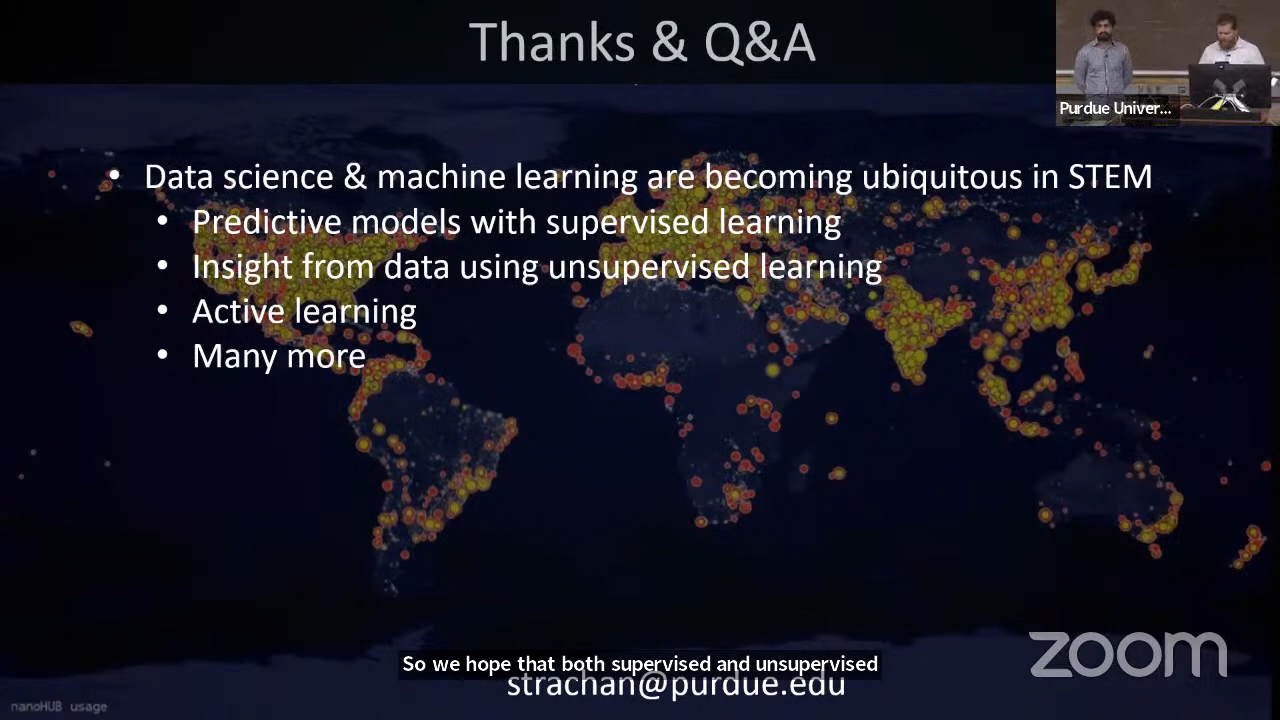 Thanks & Q&A
Purdue Univer...
• Data science & machine learning are becoming ubiquitous in STEM
• Predictive models with supervised learning
• Insight from data using unsupervised learning
• Active learning
• Many more
So we hope that both supervised and unsupervised
strachan@purdue.edu
zoom
nanoHUB usage